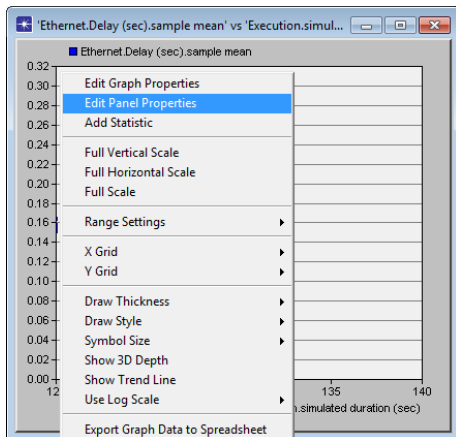 'Ethernet.Delay (sec).sample mean' vs 'Execution.simul...
Ethernet.Delay (sec).sample mean
0.32
0.30
0.28
0.26
0.24
0.22
0.20
0.18
0.16
0.14
0.12
0.10
0.08
0.06
0.04
0.02
0.00
Edit Graph Properties
Edit Panel Properties
Add Statistic
Full Vertical Scale
Full Horizontal Scale
Full Scale
Range Settings
X Grid
Y Grid
Draw Thickness
Draw Style
Symbol Size
Show 3D Depth
Show Trend Line
Use Log Scale
Export Graph Data to Spreadsheet
12
135
140
n.simulated duration (sec)